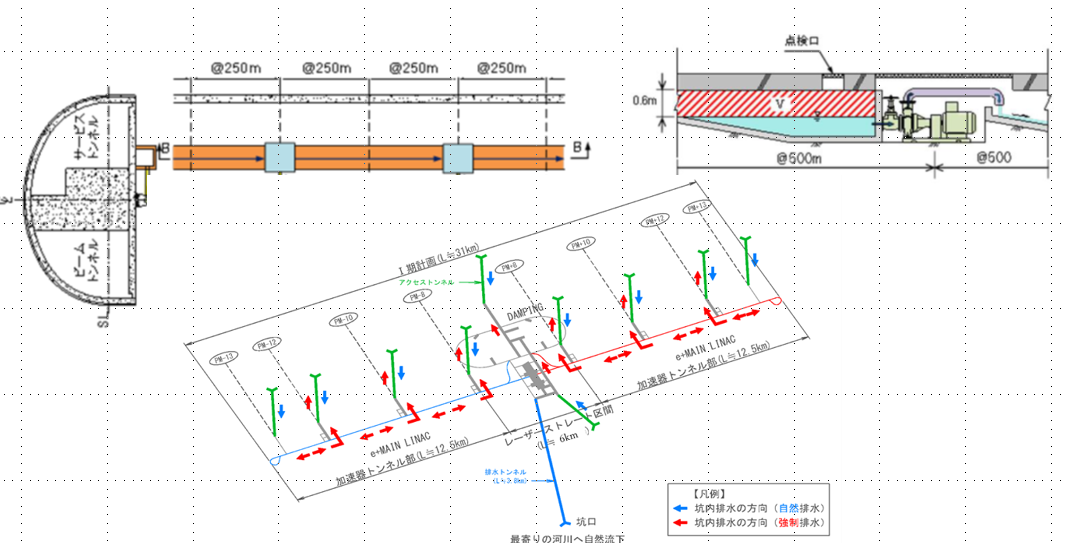 @250m
@250m
@250m
@250m
サービス
トンネル
ビーム
トンネル
SL
B
B
点検口
0.6m
V
@600m
@500
I 期計画(L≒31km)
アクセストンネル
PM-13
PM-12
PM-10
PM-8
PM+8
PM+10
PM+12
PM+13
DAMPING
e+MAIN LINAC
加速器トンネル部(L≒12.5km)
e+MAIN LINAC
加速器トンネル部(L≒12.5km)
レーザーストレート区間
(L≒ 6km )
排水トンネル
坑口
最寄りの河川へ自然流下
【凡例】
坑内排水の方向（自然排水）
坑内排水の方向（強制排水）